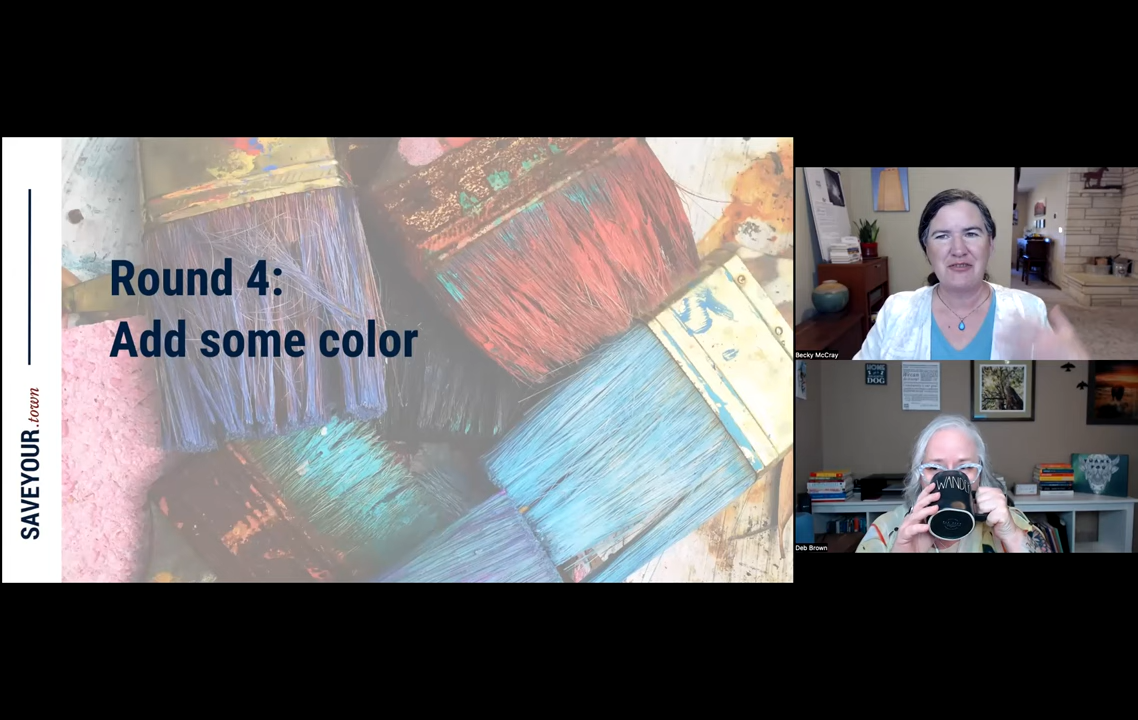 Round 4:
Add some color
SAVEYOUR.town
Becky McCray
Deb Brown